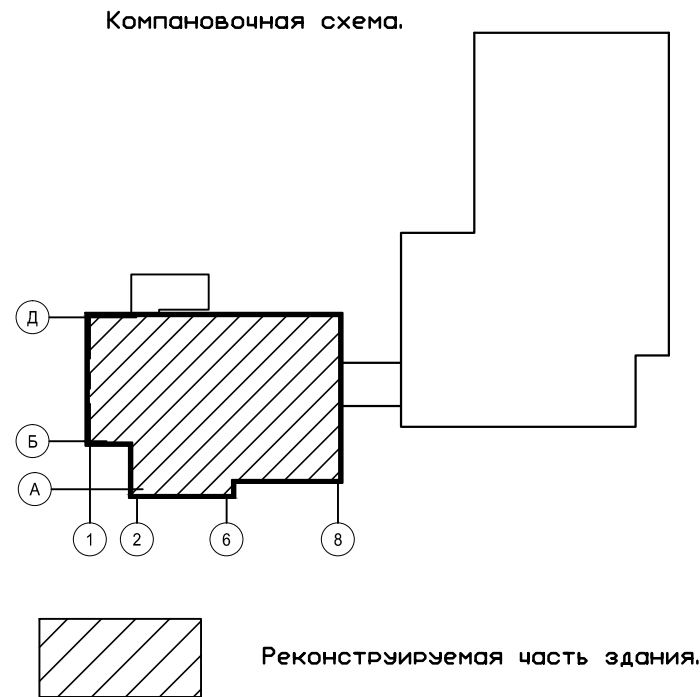 Компановочная схема.
Д
Б
А
1 2 6 8
Реконструируемая часть здания.